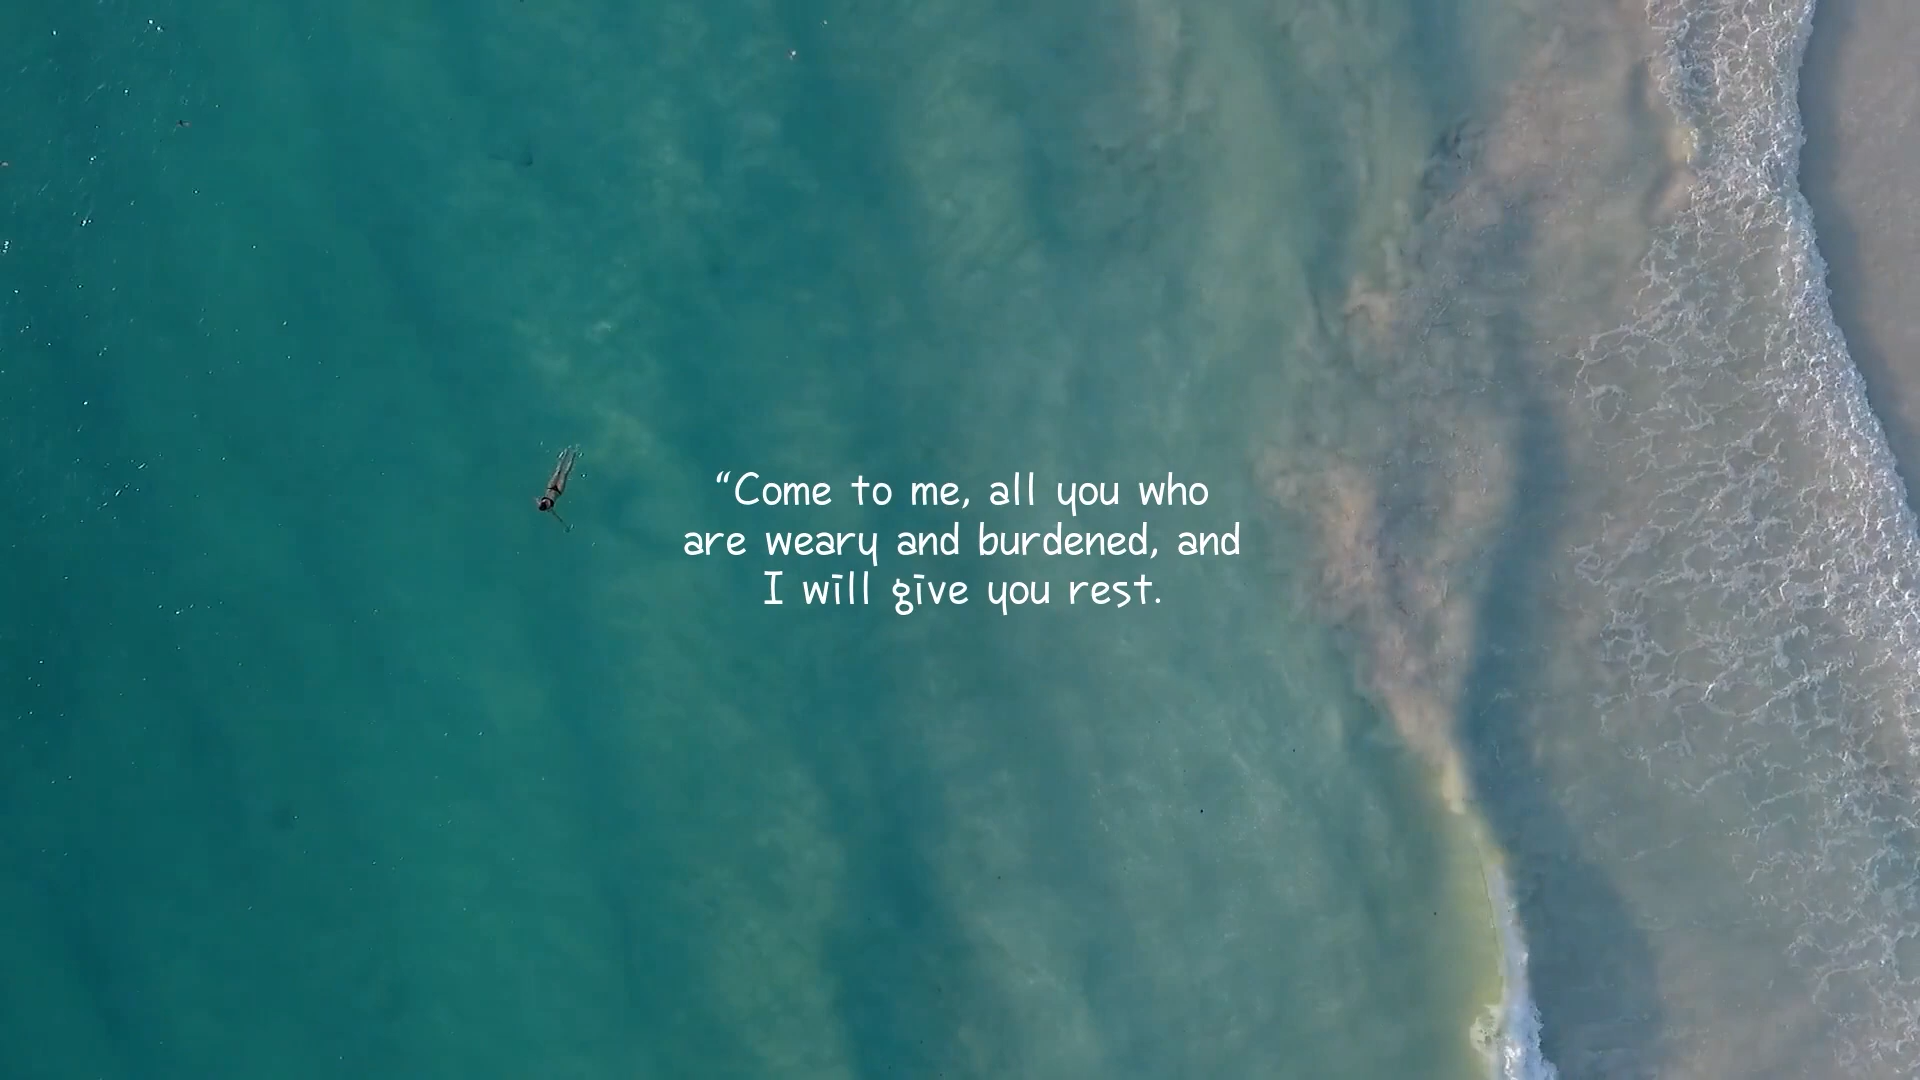 “Come to me, all you who
are weary and burdened, and
I will give you rest.